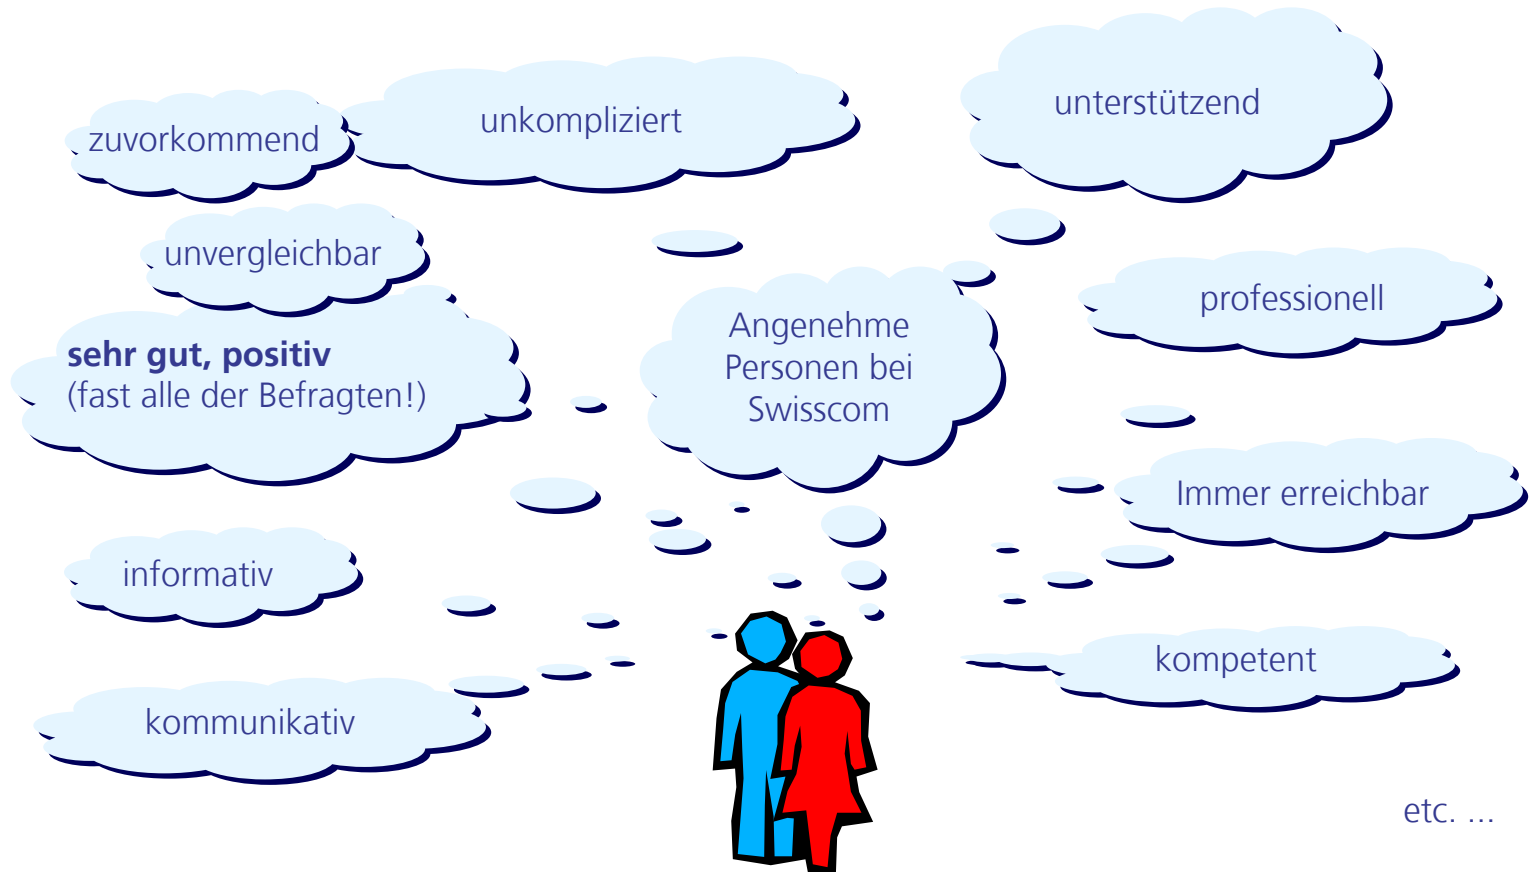 zuvorkommend
unkompliziert
unterstützend
unvergleichbar
professionell
sehr gut, positiv
(fast alle der Befragten!)
Angenehme
Personen bei
Swisscom
Immer erreichbar
informativ
kompetent
kommunikativ
etc. ...